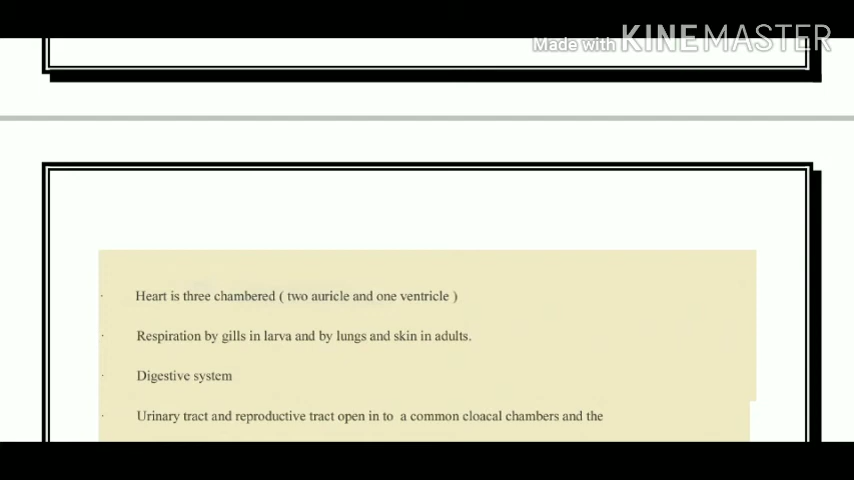 Made with KINEMASTER
· Heart is three chambered ( two auricle and one ventricle )
· Respiration by gills in larva and by lungs and skin in adults.
· Digestive system
· Urinary tract and reproductive tract open in to a common cloacal chambers and the